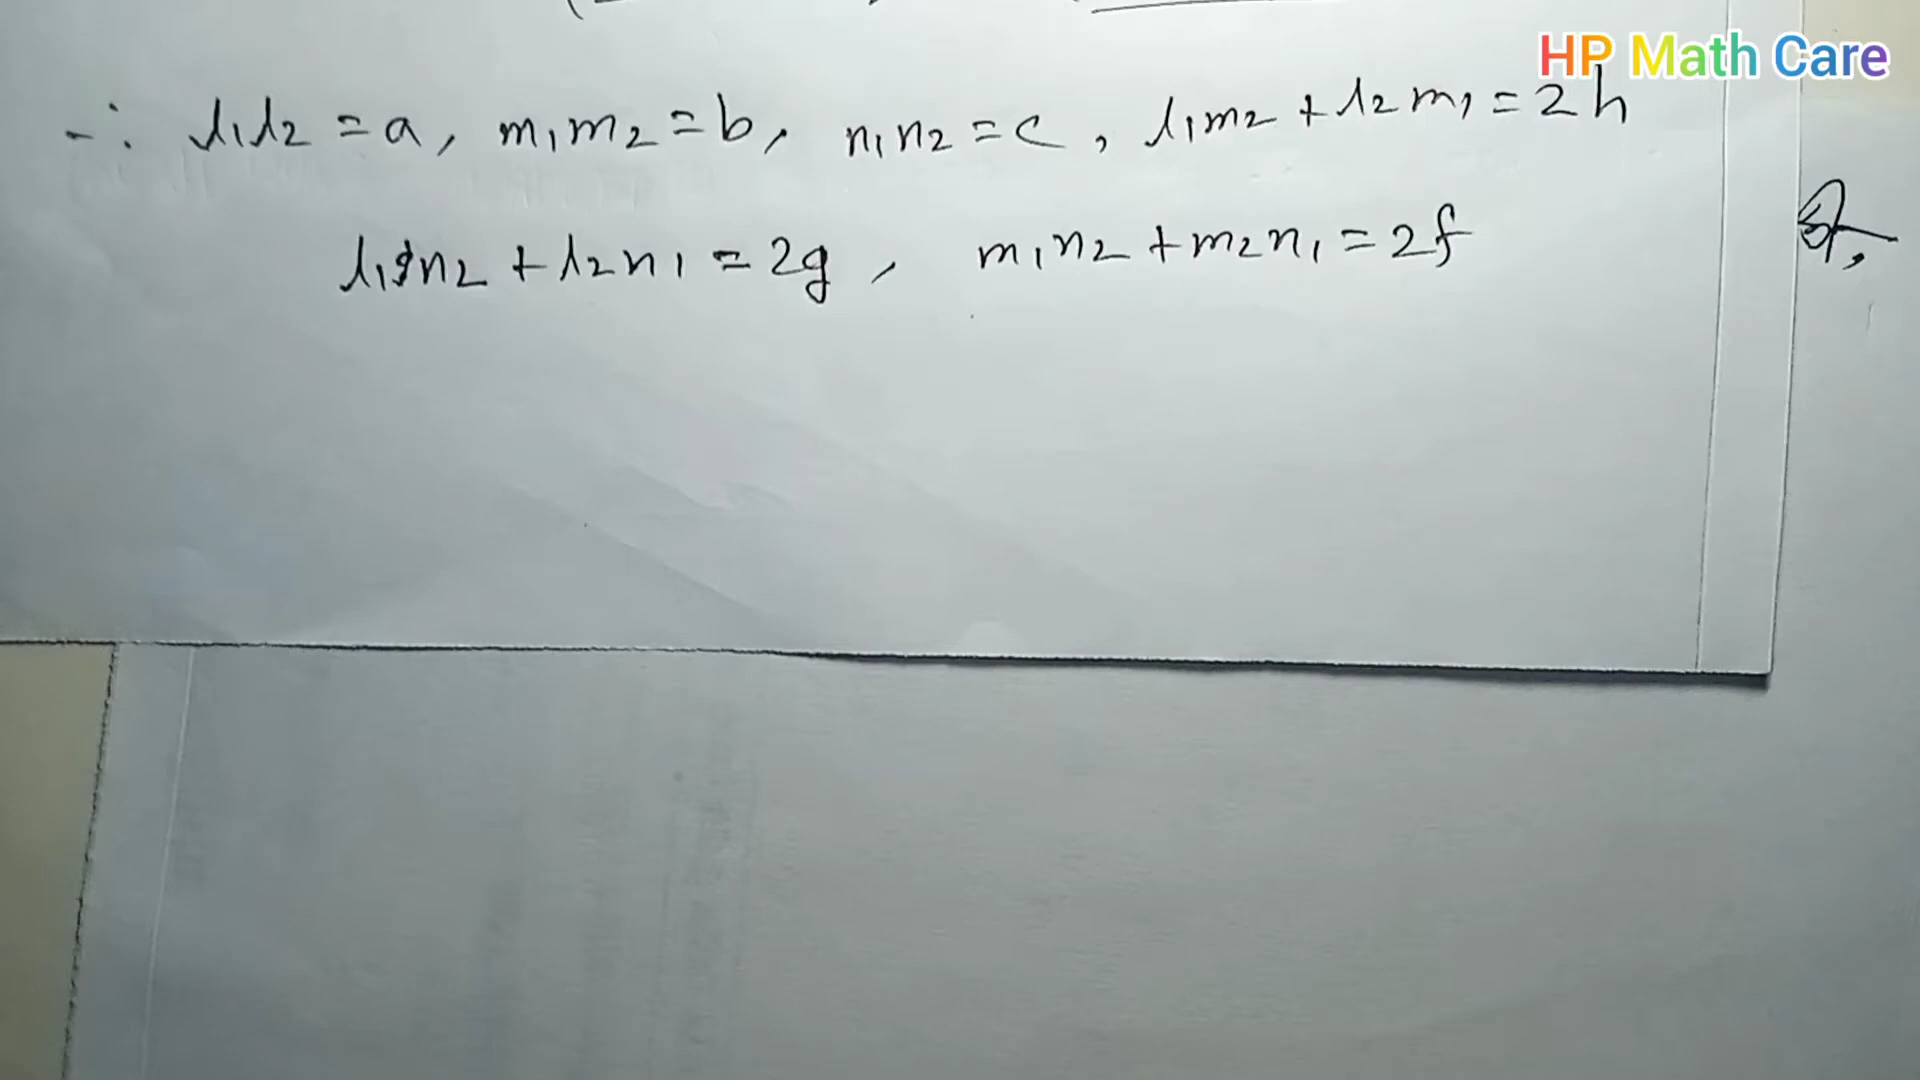 HP Math Care
∴ l₁l₂ = a, m₁m₂ = b, n₁n₂ = c, l₁m₂ + l₂m₁ = 2h
l₁n₂ + l₂n₁ = 2g, m₁n₂ + m₂n₁ = 2f